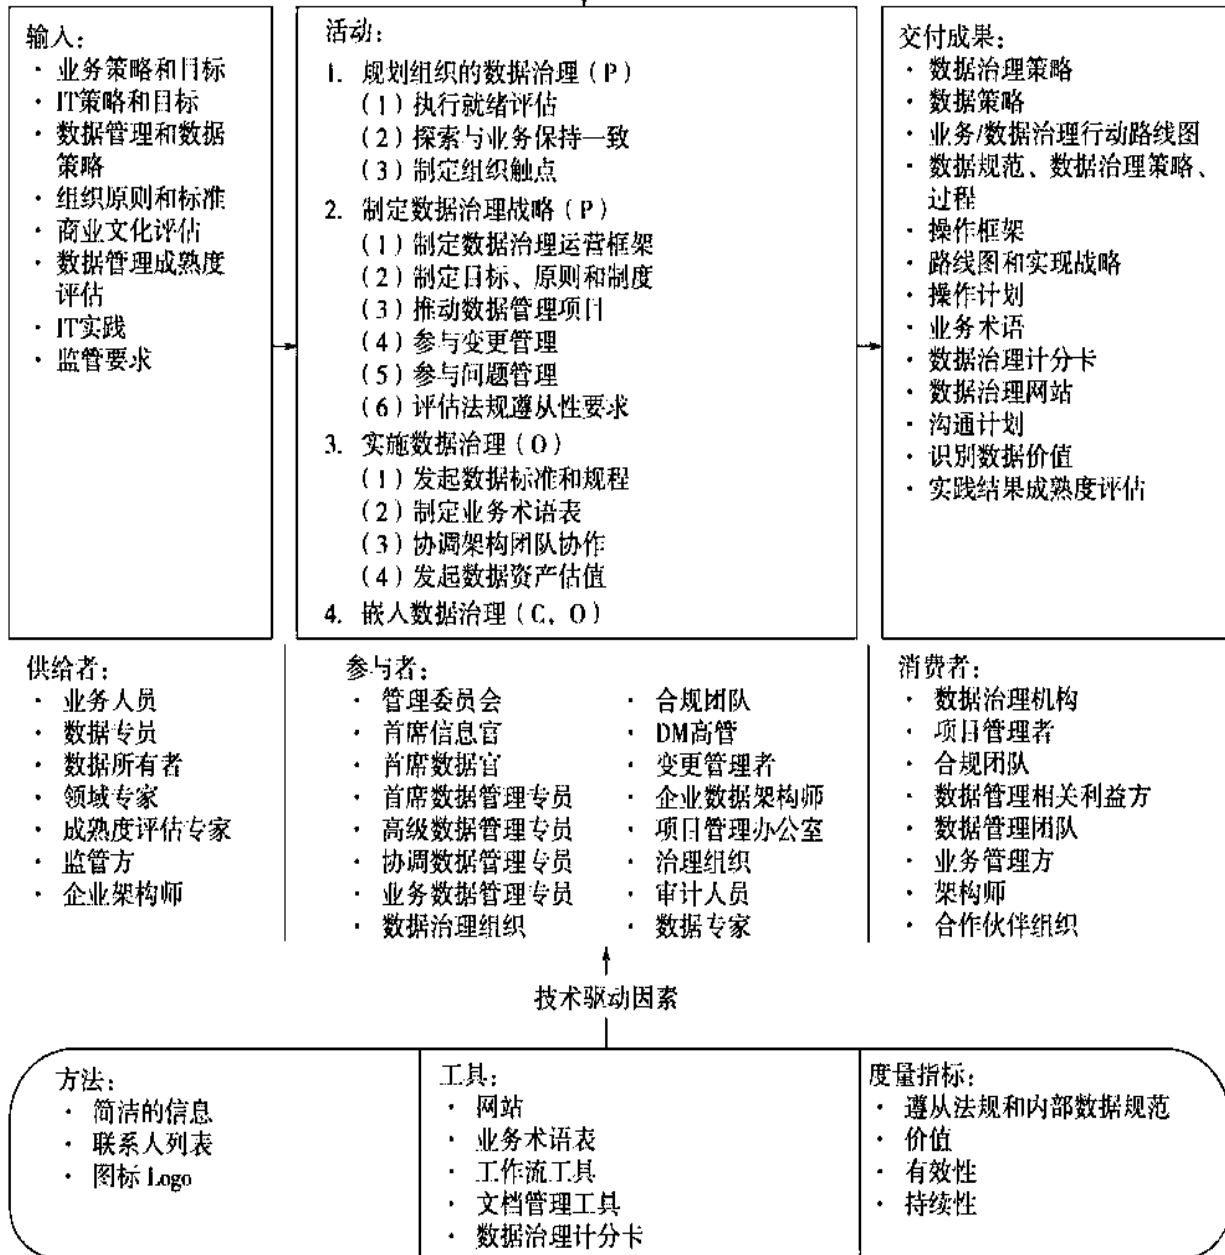 输入：
· 业务策略和目标
· IT策略和目标
· 数据管理和数据
策略
· 组织原则和标准
· 商业文化评估
· 数据管理成熟度
评估
· IT实践
· 监管要求
活动：
1. 规划组织的数据治理（P）
（1）执行就绪评估
（2）探索与业务保持一致
（3）制定组织触点
2. 制定数据治理战略（P）
（1）制定数据治理运营框架
（2）制定目标、原则和制度
（3）推动数据管理项目
（4）参与变更管理
（5）参与问题管理
（6）评估法规遵从性要求
3. 实施数据治理（O）
（1）发起数据标准和规程
（2）制定业务术语表
（3）协调架构团队协作
（4）发起数据资产估值
4. 嵌入数据治理（C，O）
交付成果：
· 数据治理策略
· 数据策略
· 业务/数据治理行动路线图
· 数据规范、数据治理策略、
过程
· 操作框架
· 路线图和实现战略
· 操作计划
· 业务术语
· 数据治理计分卡
· 数据治理网站
· 沟通计划
· 识别数据价值
· 实践结果成熟度评估
供给者：
· 业务人员
· 数据专员
· 数据所有者
· 领域专家
· 成熟度评估专家
· 监管方
· 企业架构师
参与者：
· 管理委员会
· 首席信息官
· 首席数据官
· 首席数据管理专员
· 高级数据管理专员
· 协调数据管理专员
· 业务数据管理专员
· 数据治理组织
· 合规团队
· DM高管
· 变更管理者
· 企业数据架构师
· 项目管理办公室
· 治理组织
· 审计人员
· 数据专家
消费者：
· 数据治理机构
· 项目管理者
· 合规团队
· 数据管理相关利益方
· 数据管理团队
· 业务管理方
· 架构师
· 合作伙伴组织
技术驱动因素
方法：
· 简洁的信息
· 联系人列表
· 图标 Logo
工具：
· 网站
· 业务术语表
· 工作流工具
· 文档管理工具
· 数据治理计分卡
度量指标：
· 遵从法规和内部数据规范
· 价值
· 有效性
· 持续性